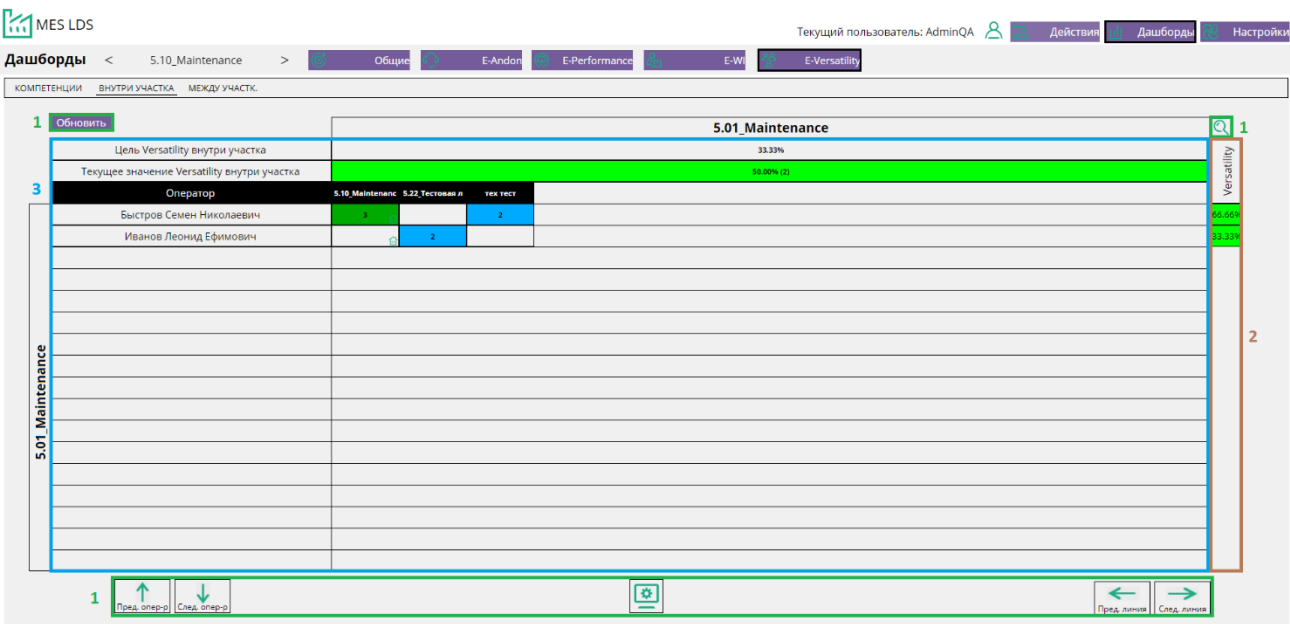 MES LDS
Текущий пользователь: AdminQA Действия Дашборды Настройки
Дашборды < 5.10_Maintenance > Общие E-Andon E-Performance E-WI E-Versatility
КОМПЕТЕНЦИИ ВНУТРИ УЧАСТКА МЕЖДУ УЧАСТК.
1 Обновить 5.01_Maintenance 1
Цель Versatility внутри участка 33.33% Versatility
Текущее значение Versatility внутри участка 50.00% (2)
3 Оператор 5.10_Maintenanc 5.22_Тестовая л тех тест
Быстров Семен Николаевич 3 2 66.66%
Иванов Леонид Ефимович 2 33.33%
2
5.01_Maintenance
1 Пред. опер-р След. опер-р Пред. линия След. линия